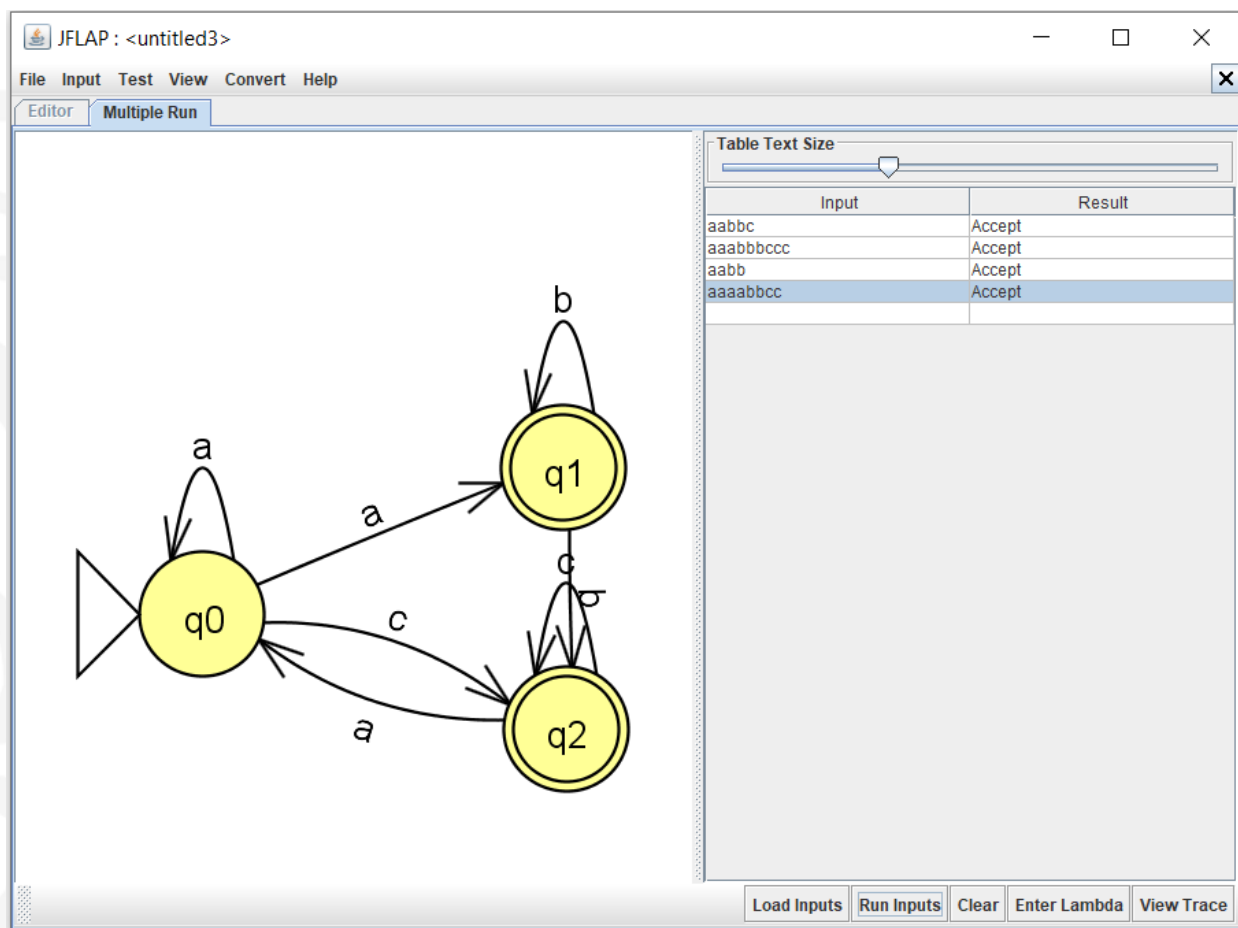 JFLAP : <untitled3>
File Input Test View Convert Help
Editor Multiple Run
Table Text Size
Input Result
aabbc Accept
aaabbbccc Accept
aabb Accept
aaaabbcc Accept
b
q1
a
a
q0
c
c
b
a
q2
Load Inputs Run Inputs Clear Enter Lambda View Trace